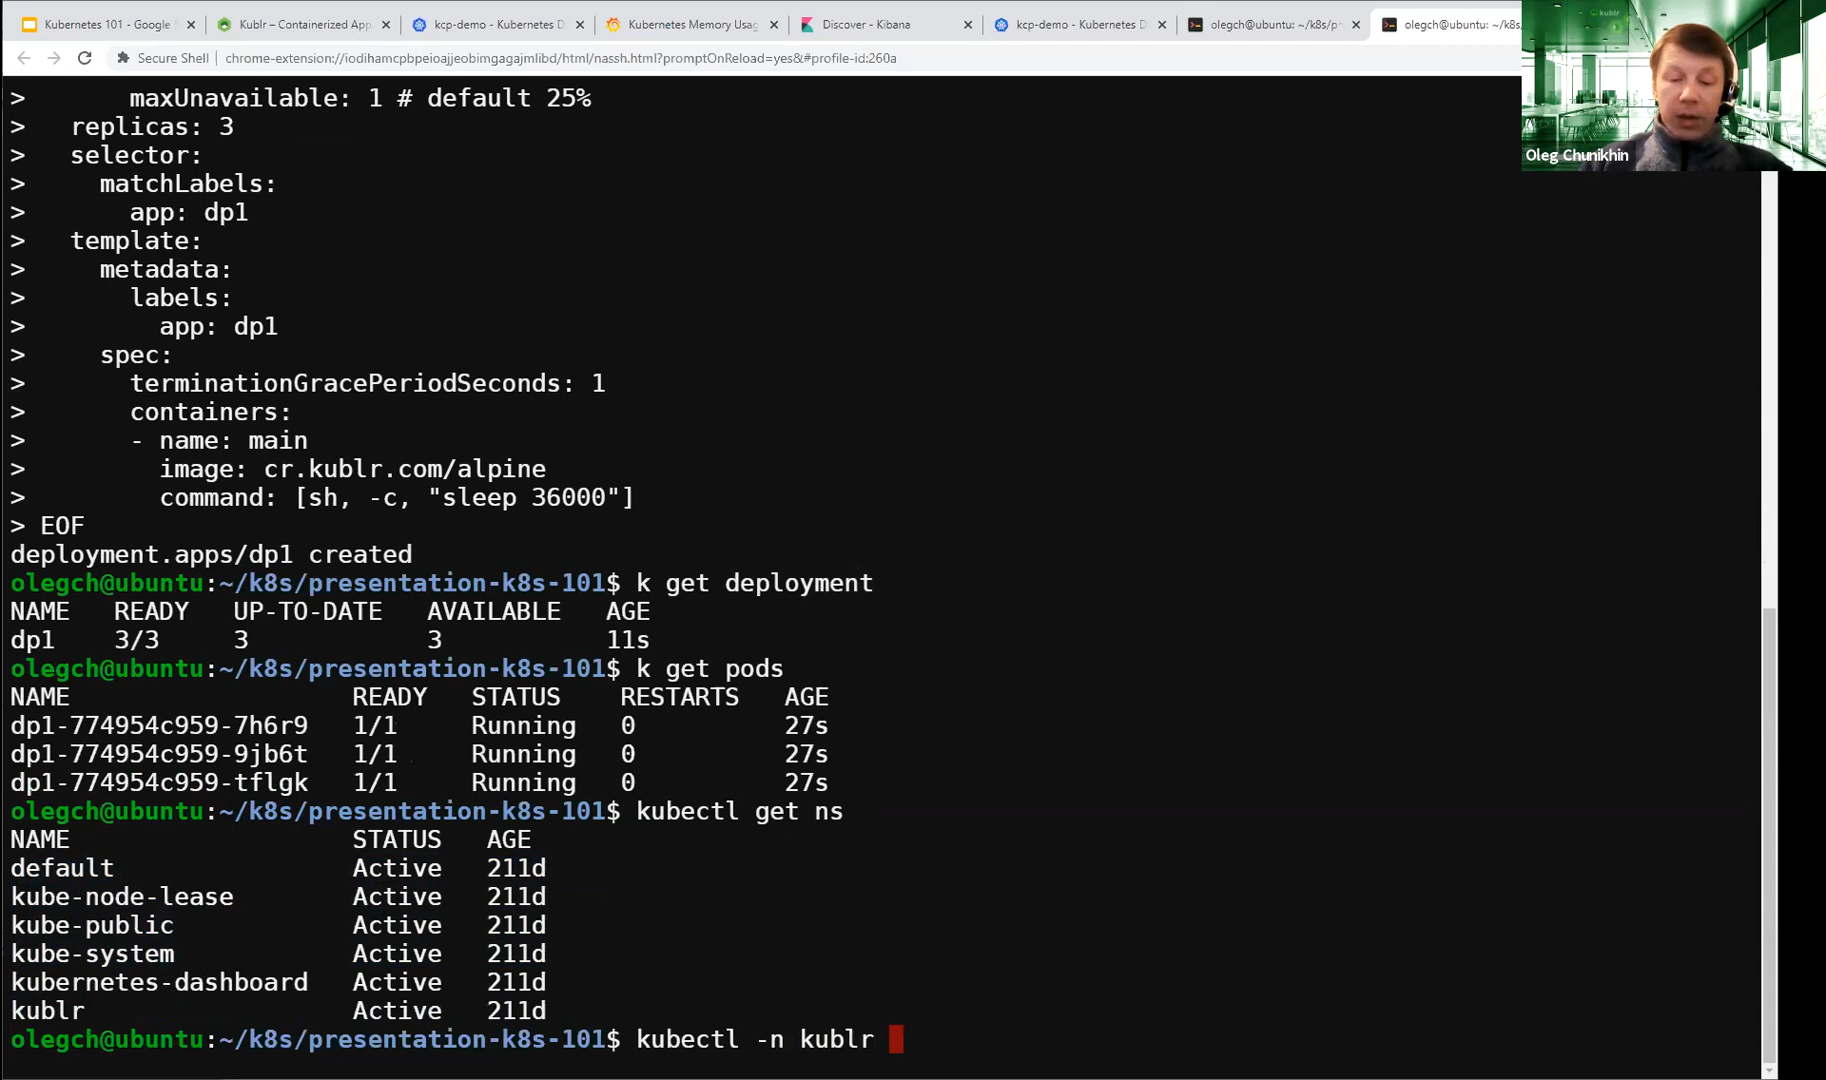 Kubernetes 101 - Google
Kublr – Containerized App
kcp-demo - Kubernetes D
Kubernetes Memory Usag
Discover - Kibana
kcp-demo - Kubernetes D
olegch@ubuntu: ~/k8s/p
olegch@ubuntu: ~/k8s/
Secure Shell
chrome-extension://iodihamcpbpeioajjeobimgagajmlibd/html/nassh.html?promptOnReload=yes&#profile-id:260a
kublr
Oleg Chunikhin
> maxUnavailable: 1 # default 25%
> replicas: 3
> selector:
> matchLabels:
> app: dp1
> template:
> metadata:
> labels:
> app: dp1
> spec:
> terminationGracePeriodSeconds: 1
> containers:
> - name: main
> image: cr.kublr.com/alpine
> command: [sh, -c, "sleep 36000"]
> EOF
deployment.apps/dp1 created
olegch@ubuntu:~/k8s/presentation-k8s-101$ k get deployment
NAME READY UP-TO-DATE AVAILABLE AGE
dp1 3/3 3 3 11s
olegch@ubuntu:~/k8s/presentation-k8s-101$ k get pods
NAME READY STATUS RESTARTS AGE
dp1-774954c959-7h6r9 1/1 Running 0 27s
dp1-774954c959-9jb6t 1/1 Running 0 27s
dp1-774954c959-tflgk 1/1 Running 0 27s
olegch@ubuntu:~/k8s/presentation-k8s-101$ kubectl get ns
NAME STATUS AGE
default Active 211d
kube-node-lease Active 211d
kube-public Active 211d
kube-system Active 211d
kubernetes-dashboard Active 211d
kublr Active 211d
olegch@ubuntu:~/k8s/presentation-k8s-101$ kubectl -n kublr